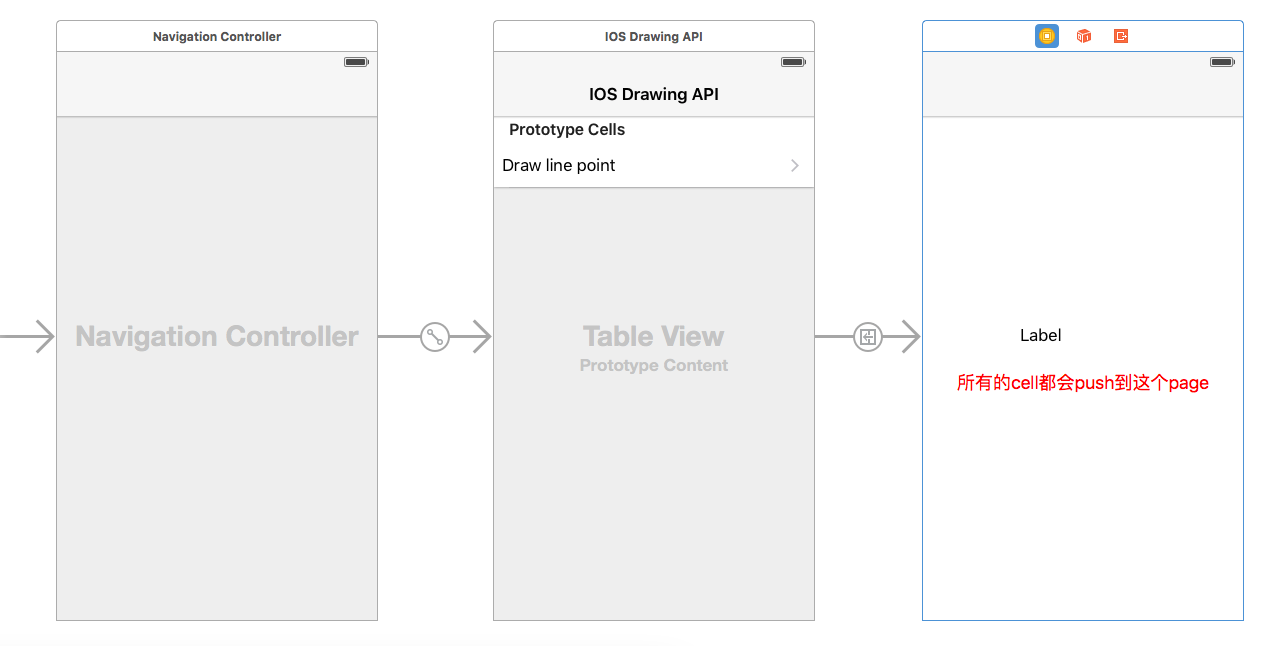 Navigation Controller
Navigation Controller
IOS Drawing API
IOS Drawing API
Prototype Cells
Draw line point
Table View
Prototype Content
Label
所有的cell都会push到这个page